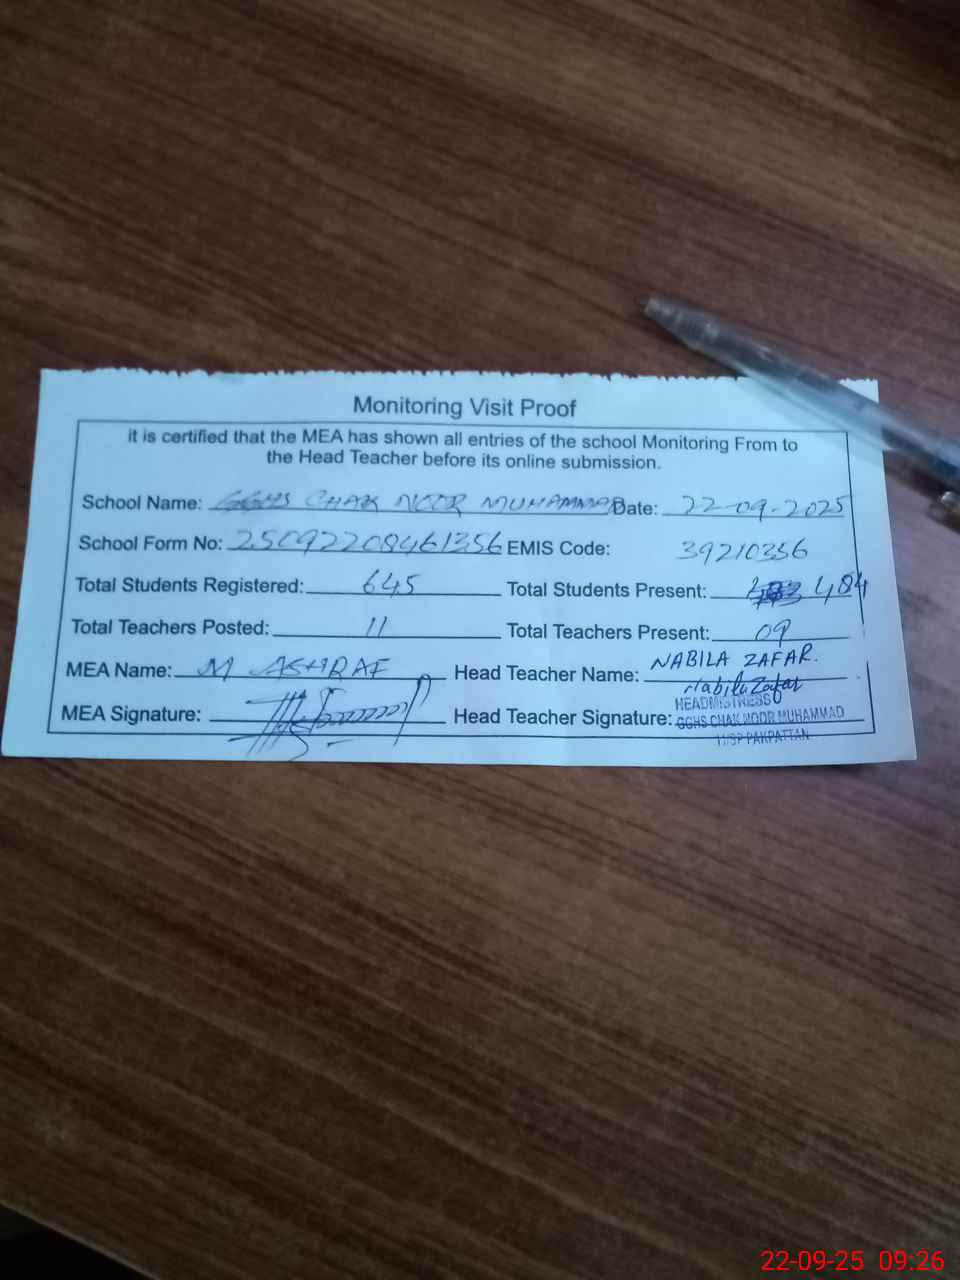 Monitoring Visit Proof
it is certified that the MEA has shown all entries of the school Monitoring From to
the Head Teacher before its online submission.
School Name: GGHS CHAK NOOR MUHAMMAD Date: 22-09-2025
School Form No: 25092208461356 EMIS Code: 39210356
Total Students Registered: 645 Total Students Present: 484
Total Teachers Posted: 11 Total Teachers Present: 09
MEA Name: M ASHRAF Head Teacher Name: NABILA ZAFAR.
Nabila Zafar
HEADMISTRESS
MEA Signature: Head Teacher Signature: GGHS CHAK NOOR MUHAMMAD
PAKPATTAN
22-09-25 09:26